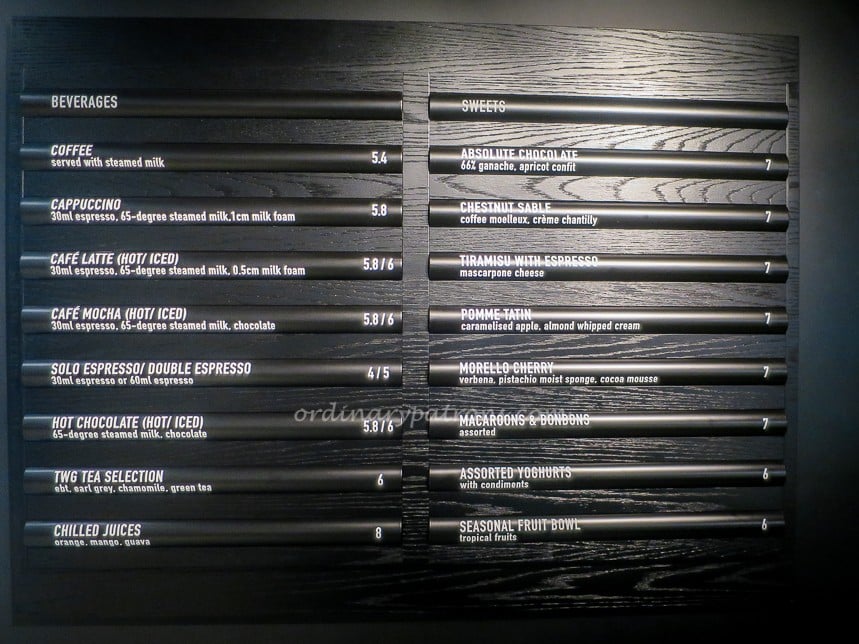 BEVERAGES
COFFEE
served with steamed milk
5.4
CAPPUCCINO
30ml espresso, 65-degree steamed milk,1cm milk foam
5.8
CAFÉ LATTE (HOT/ ICED)
30ml espresso, 65-degree steamed milk, 0.5cm milk foam
5.8 / 6
CAFÉ MOCHA (HOT/ ICED)
30ml espresso, 65-degree steamed milk, chocolate
5.8 / 6
SOLO ESPRESSO/ DOUBLE ESPRESSO
30ml espresso or 60ml espresso
4 / 5
HOT CHOCOLATE (HOT/ ICED)
65-degree steamed milk, chocolate
5.8 / 6
TWG TEA SELECTION
ebt, earl grey, chamomile, green tea
6
CHILLED JUICES
orange, mango, guava
8
SWEETS
ABSOLUTE CHOCOLATE
66% ganache, apricot confit
7
CHESTNUT SABLE
coffee moelleux, crème chantilly
7
TIRAMISU WITH ESPRESSO
mascarpone cheese
7
POMME TATIN
caramelised apple, almond whipped cream
7
MORELLO CHERRY
verbena, pistachio moist sponge, cocoa mousse
7
MACAROONS & BONBONS
assorted
7
ASSORTED YOGHURTS
with condiments
6
SEASONAL FRUIT BOWL
tropical fruits
6